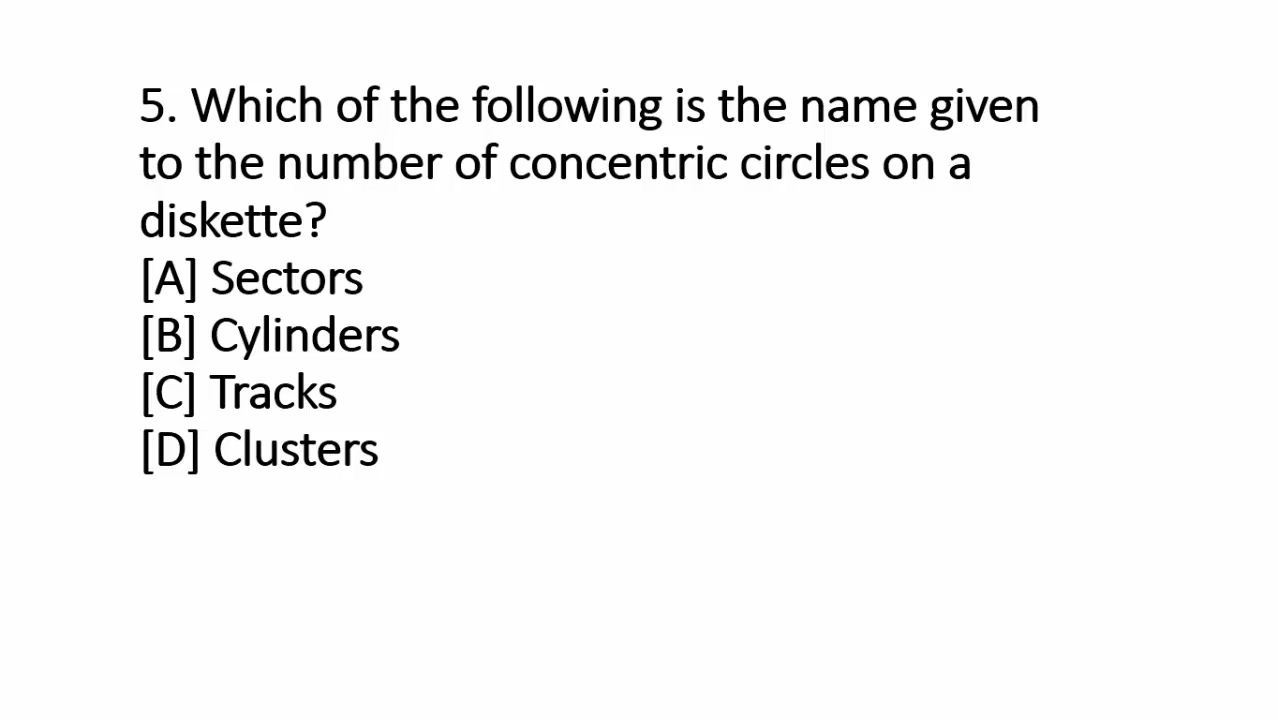 5. Which of the following is the name given
to the number of concentric circles on a
diskette?
[A] Sectors
[B] Cylinders
[C] Tracks
[D] Clusters